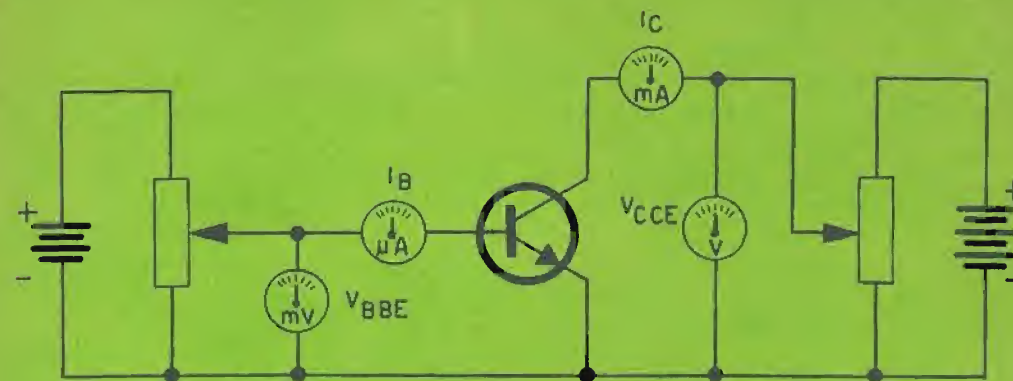 IC
mA
IB
µA
VCCE
V
mV
VBBE
+
-
+
-